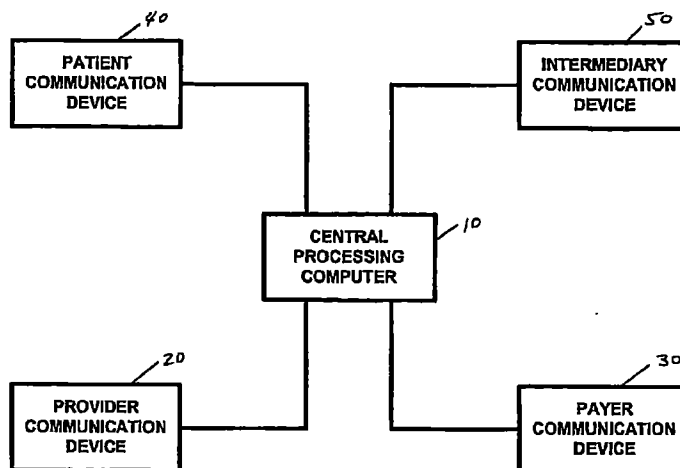 40
PATIENT
COMMUNICATION
DEVICE
50
INTERMEDIARY
COMMUNICATION
DEVICE
10
CENTRAL
PROCESSING
COMPUTER
20
PROVIDER
COMMUNICATION
DEVICE
30
PAYER
COMMUNICATION
DEVICE